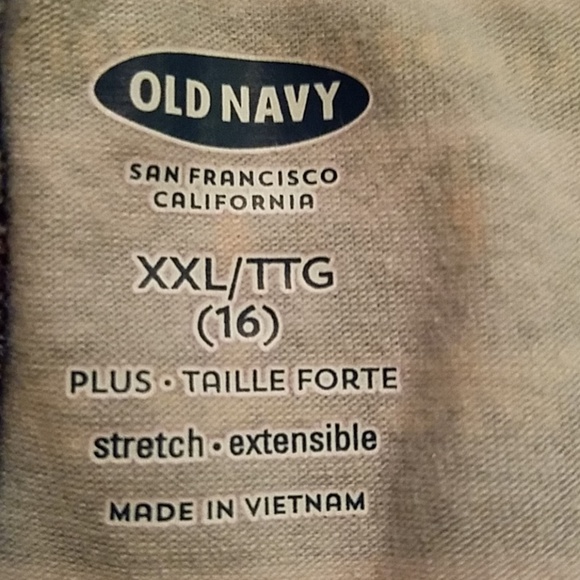 OLD NAVY
SAN FRANCISCO
CALIFORNIA
XXL/TTG
(16)
PLUS · TAILLE FORTE
stretch · extensible
MADE IN VIETNAM